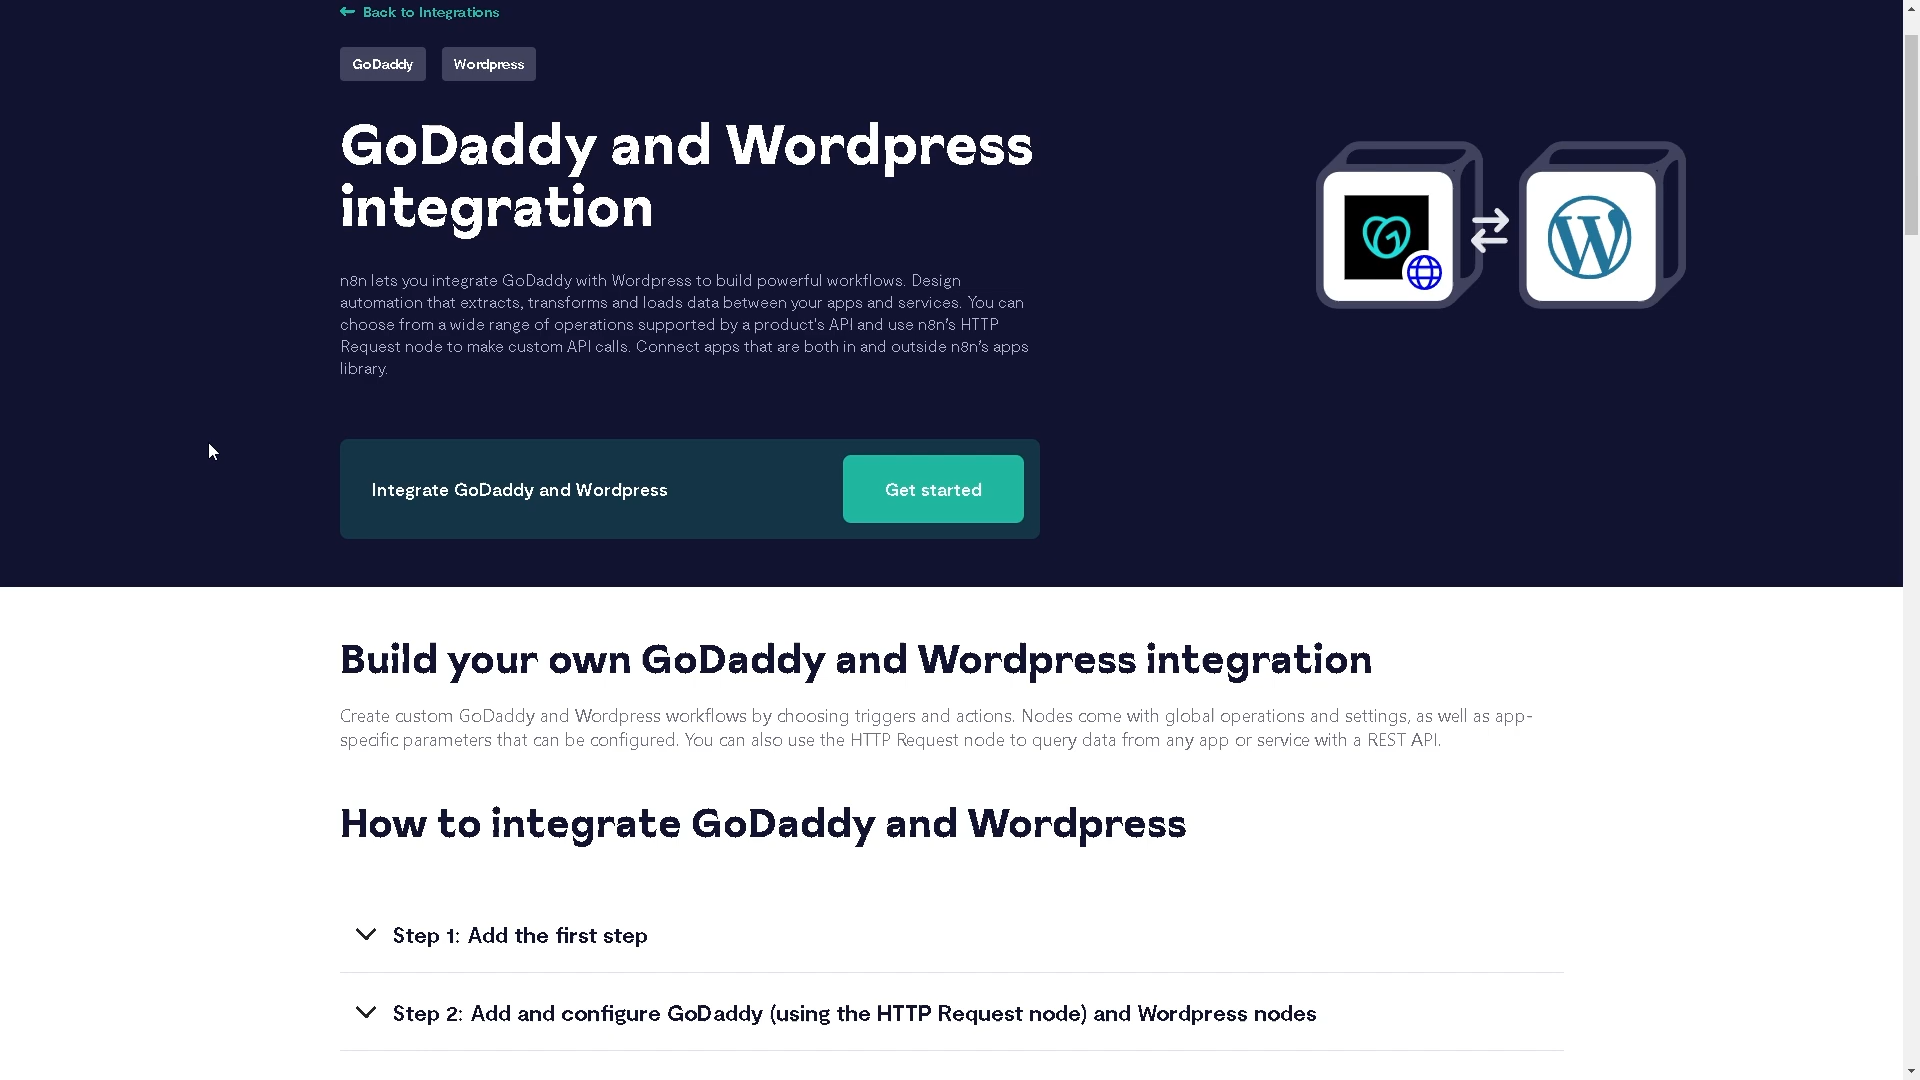 Back to Integrations
GoDaddy
Wordpress
GoDaddy and Wordpress
integration
n8n lets you integrate GoDaddy with Wordpress to build powerful workflows. Design
automation that extracts, transforms and loads data between your apps and services. You can
choose from a wide range of operations supported by a product's API and use n8n’s HTTP
Request node to make custom API calls. Connect apps that are both in and outside n8n’s apps
library.
Integrate GoDaddy and Wordpress
Get started
Build your own GoDaddy and Wordpress integration
Create custom GoDaddy and Wordpress workflows by choosing triggers and actions. Nodes come with global operations and settings, as well as app-
specific parameters that can be configured. You can also use the HTTP Request node to query data from any app or service with a REST API.
How to integrate GoDaddy and Wordpress
Step 1: Add the first step
Step 2: Add and configure GoDaddy (using the HTTP Request node) and Wordpress nodes